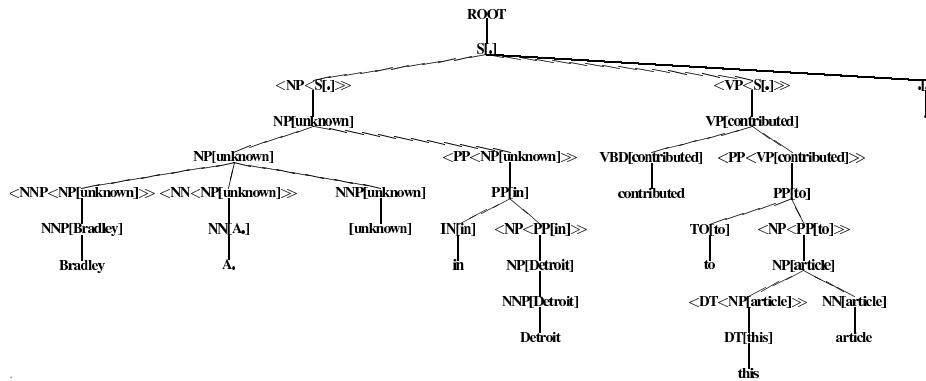 ROOT
S[.]
<NP<S[.]>> <VP<S[.]>>
NP[unknown] VP[contributed]
NP[unknown] <PP<NP[unknown]>> VBD[contributed] <PP<VP[contributed]>>
<NNP<NP[unknown]>> <NN<NP[unknown]>> NNP[unknown] PP[in] contributed PP[to]
NNP[Bradley] NN[A.] [unknown] IN[in] <NP<PP[in]>> TO[to] <NP<PP[to]>>
Bradley A. in NP[Detroit] to NP[article]
NNP[Detroit] <DT<NP[article]>> NN[article]
Detroit DT[this] article
this